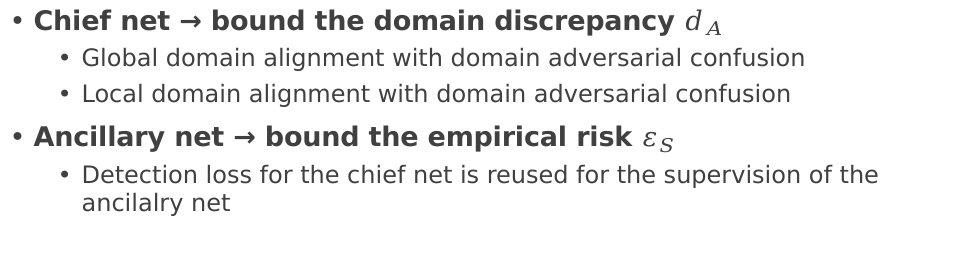 • Chief net → bound the domain discrepancy d_A
• Global domain alignment with domain adversarial confusion
• Local domain alignment with domain adversarial confusion
• Ancillary net → bound the empirical risk ε_S
• Detection loss for the chief net is reused for the supervision of the
ancilalry net